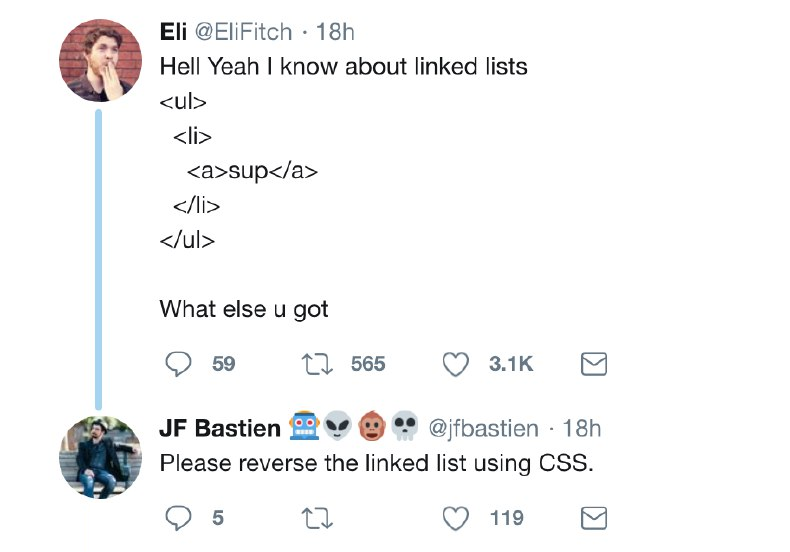 Eli @EliFitch · 18h
Hell Yeah I know about linked lists
<ul>
<li>
<a>sup</a>
</li>
</ul>
What else u got
59 565 3.1K
JF Bastien 🤖👽🐵💀 @jfbastien · 18h
Please reverse the linked list using CSS.
5 119